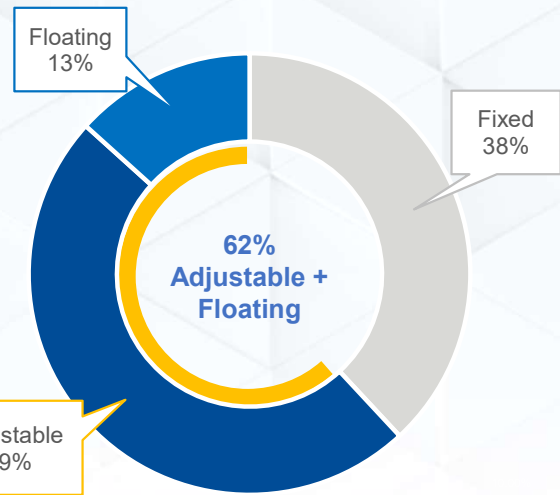 Floating
13%
Fixed
38%
62%
Adjustable +
Floating
stable
9%